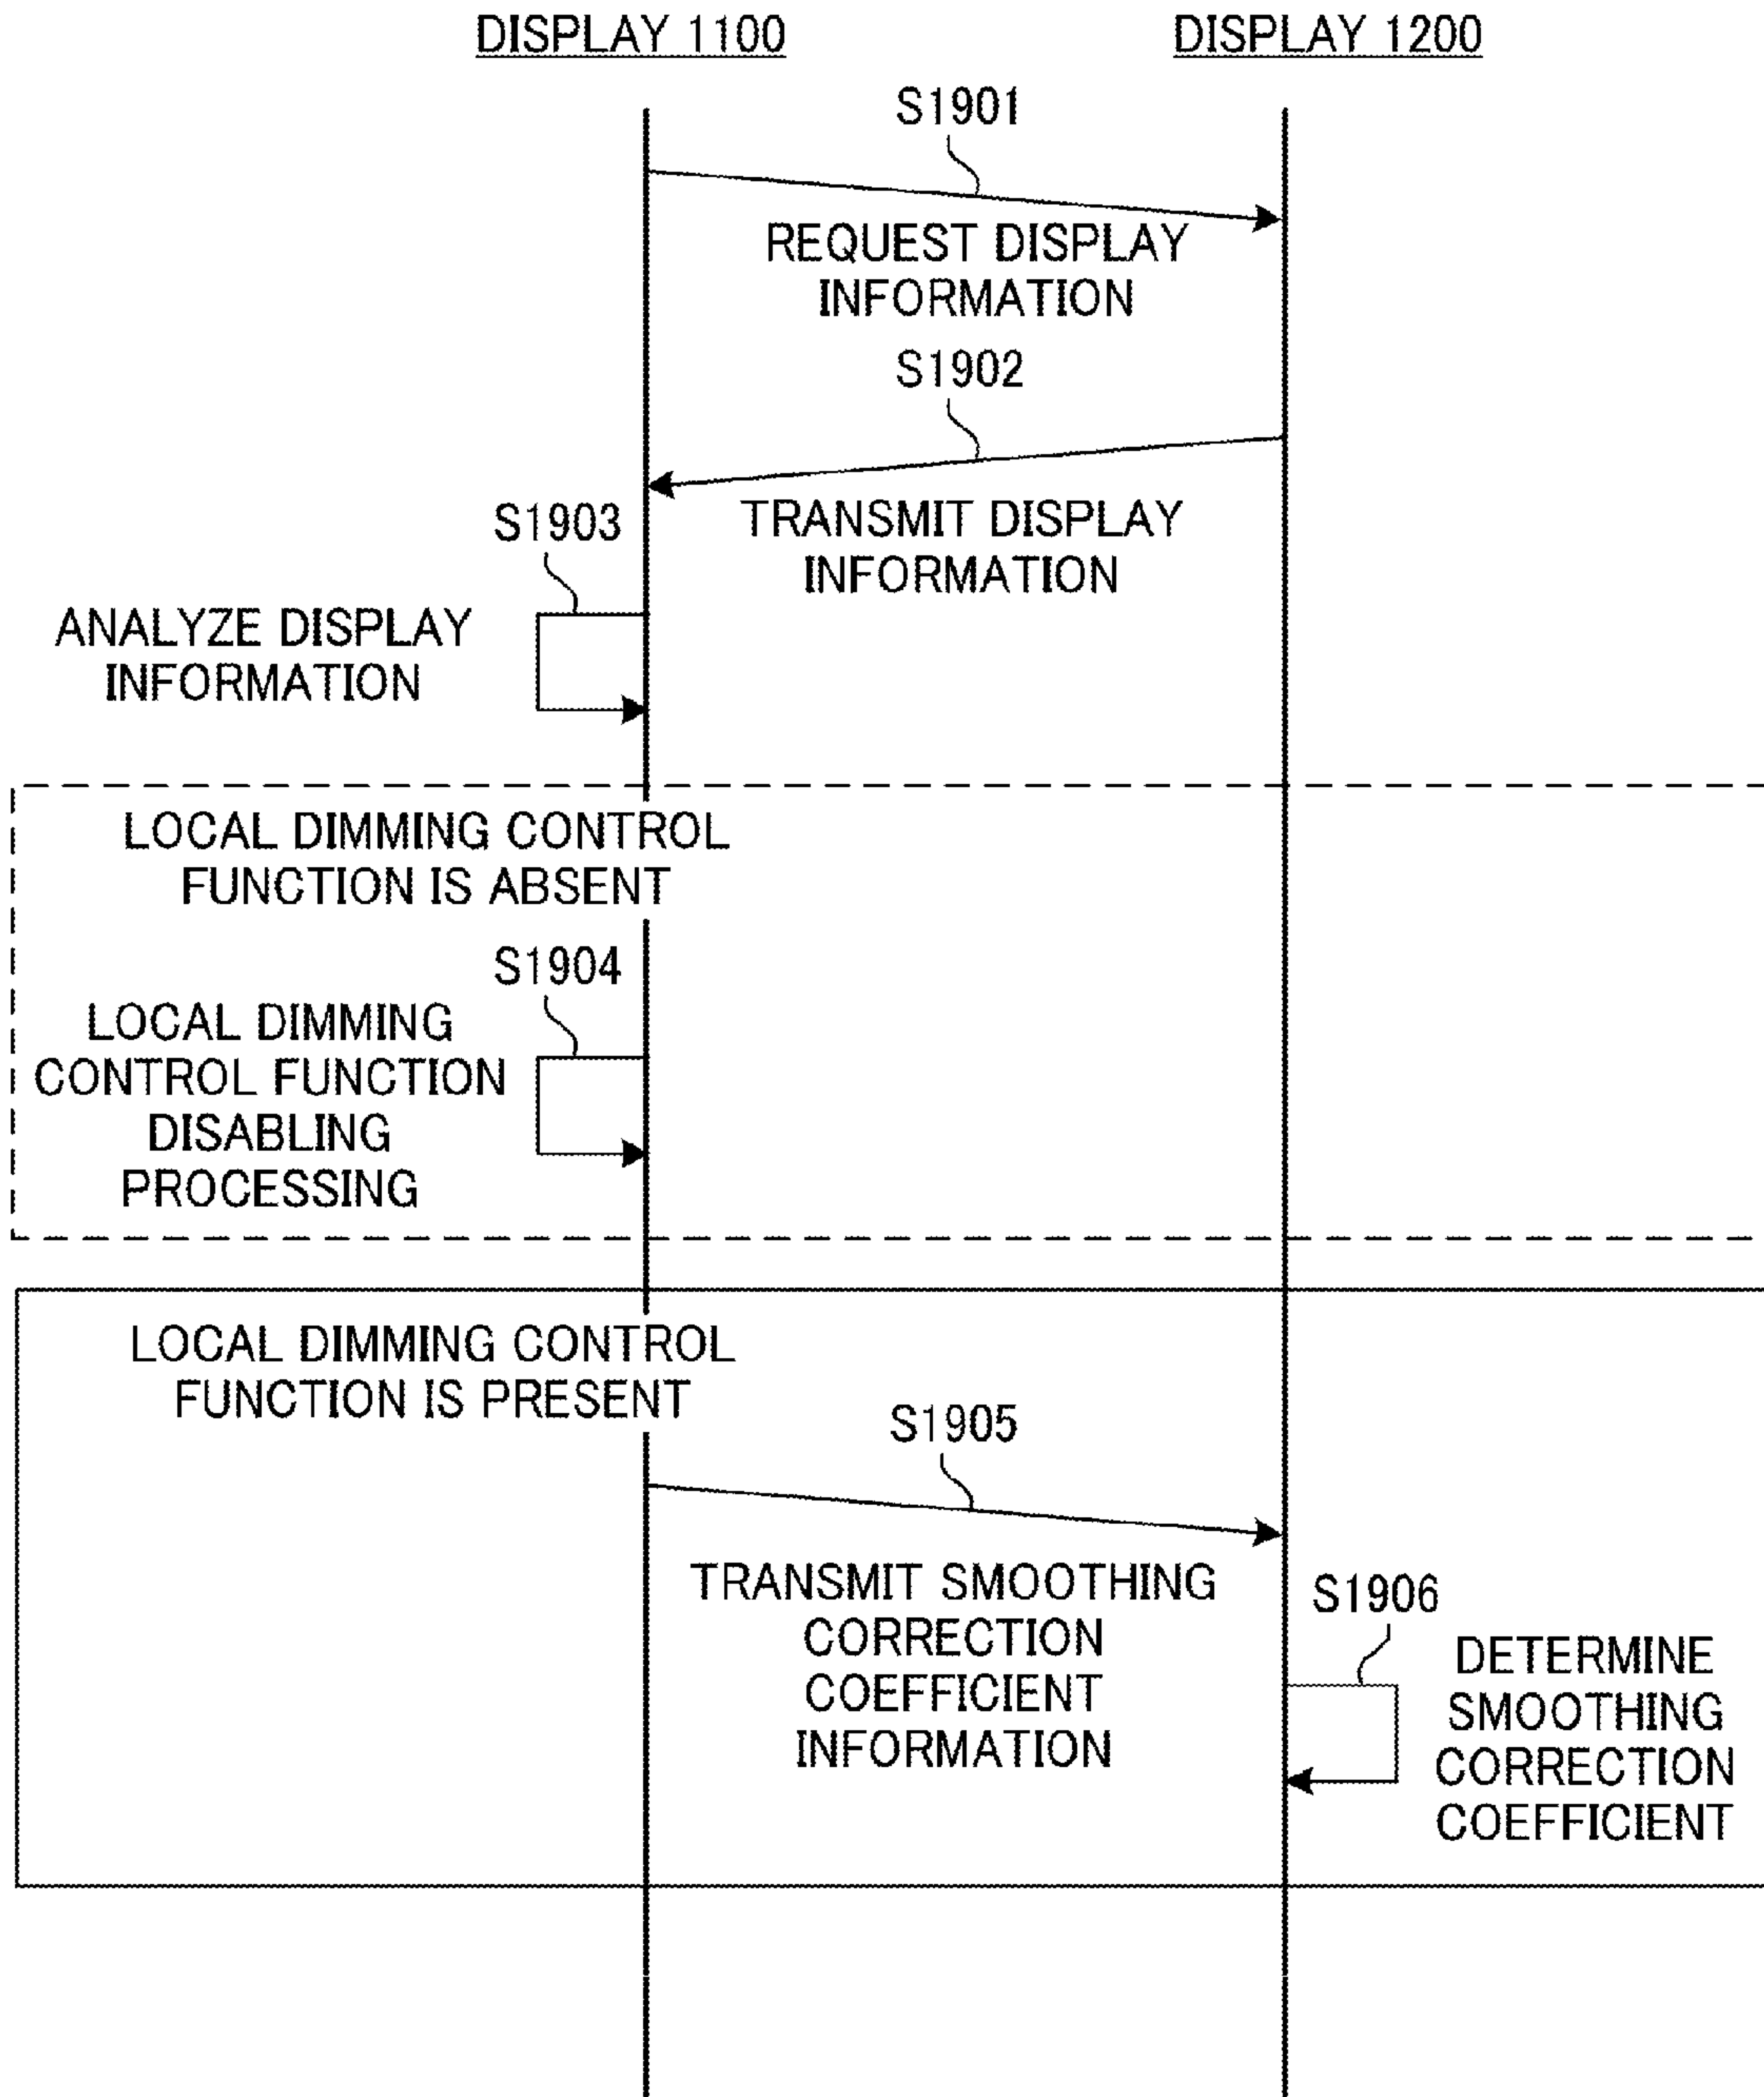 DISPLAY 1100
DISPLAY 1200
S1901
REQUEST DISPLAY
INFORMATION
S1902
TRANSMIT DISPLAY
INFORMATION
S1903
ANALYZE DISPLAY
INFORMATION
LOCAL DIMMING CONTROL
FUNCTION IS ABSENT
S1904
LOCAL DIMMING
CONTROL FUNCTION
DISABLING
PROCESSING
LOCAL DIMMING CONTROL
FUNCTION IS PRESENT
S1905
TRANSMIT SMOOTHING
CORRECTION
COEFFICIENT
INFORMATION
S1906
DETERMINE
SMOOTHING
CORRECTION
COEFFICIENT